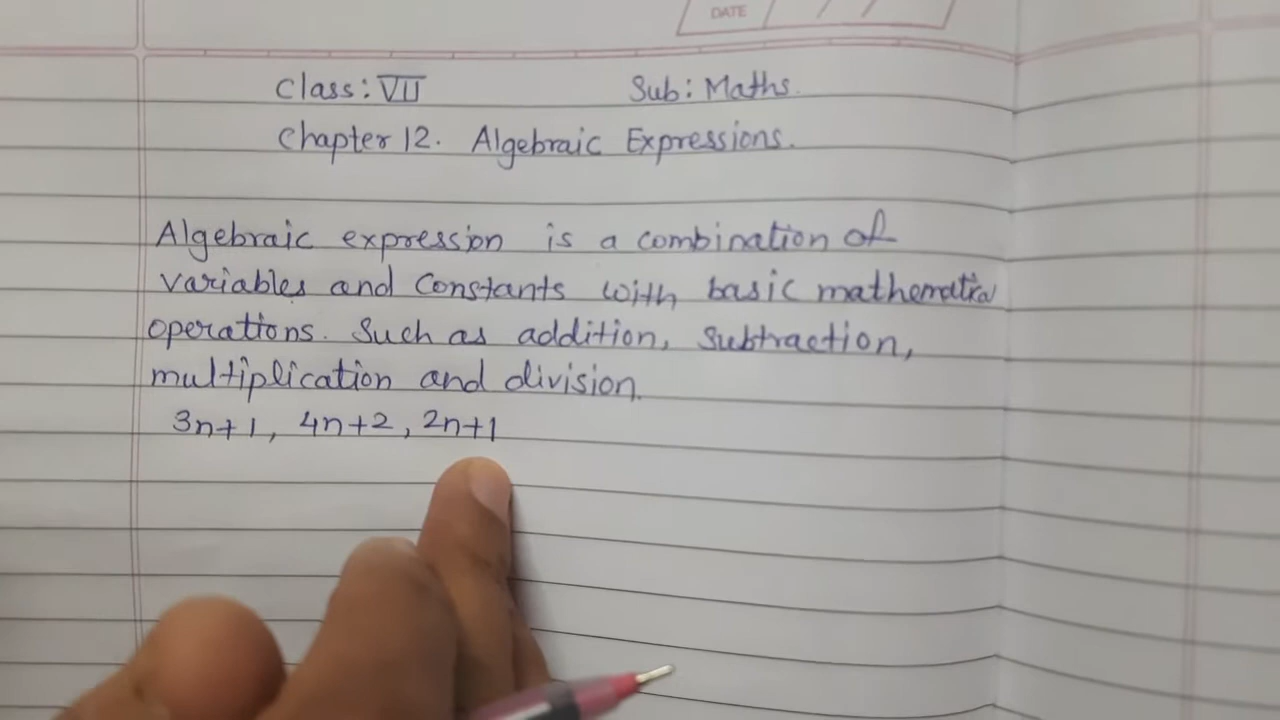 DATE
Class: VII Sub: Maths.
Chapter 12. Algebraic Expressions.
Algebraic expression is a combination of
variables and constants with basic mathematical
operations. Such as addition, subtraction,
multiplication and division.
3n+1, 4n+2, 2n+1